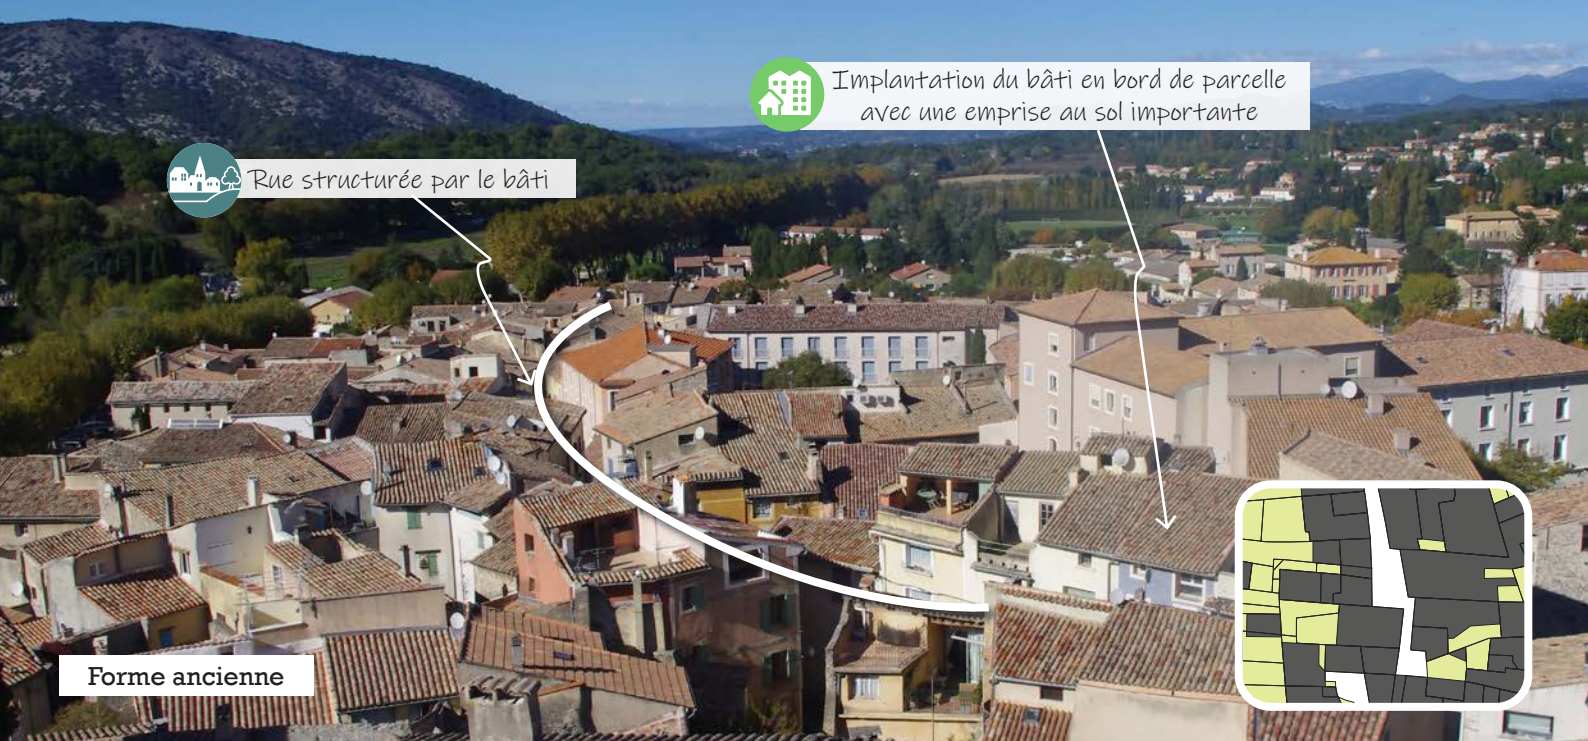 Implantation du bâti en bord de parcelle
avec une emprise au sol importante
Rue structurée par le bâti
Forme ancienne